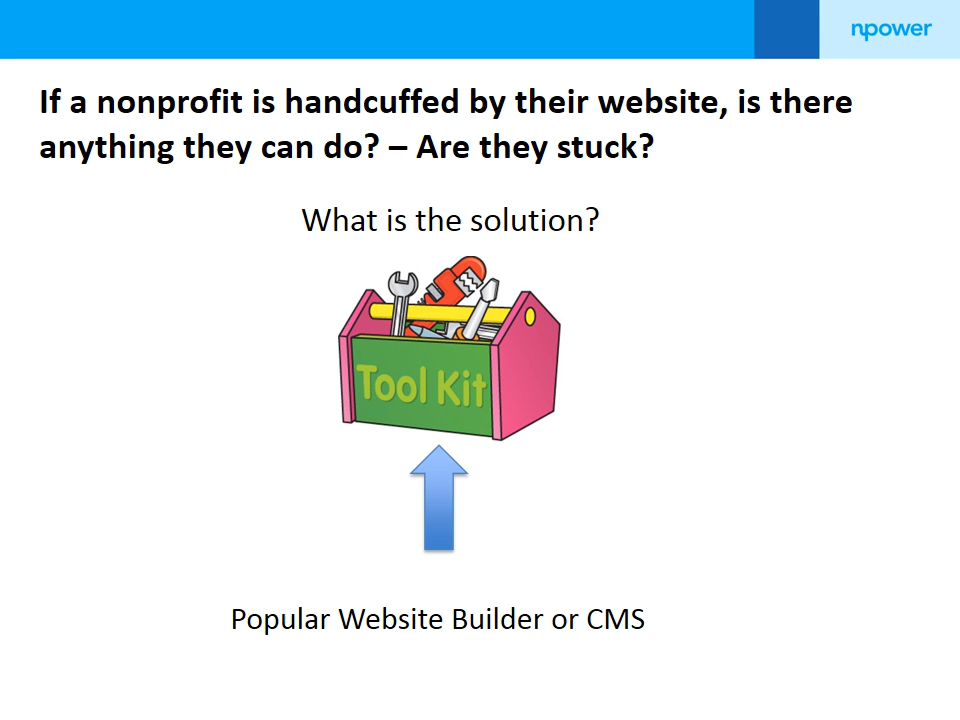 npower
If a nonprofit is handcuffed by their website, is there
anything they can do? – Are they stuck?
What is the solution?
Tool Kit
Popular Website Builder or CMS